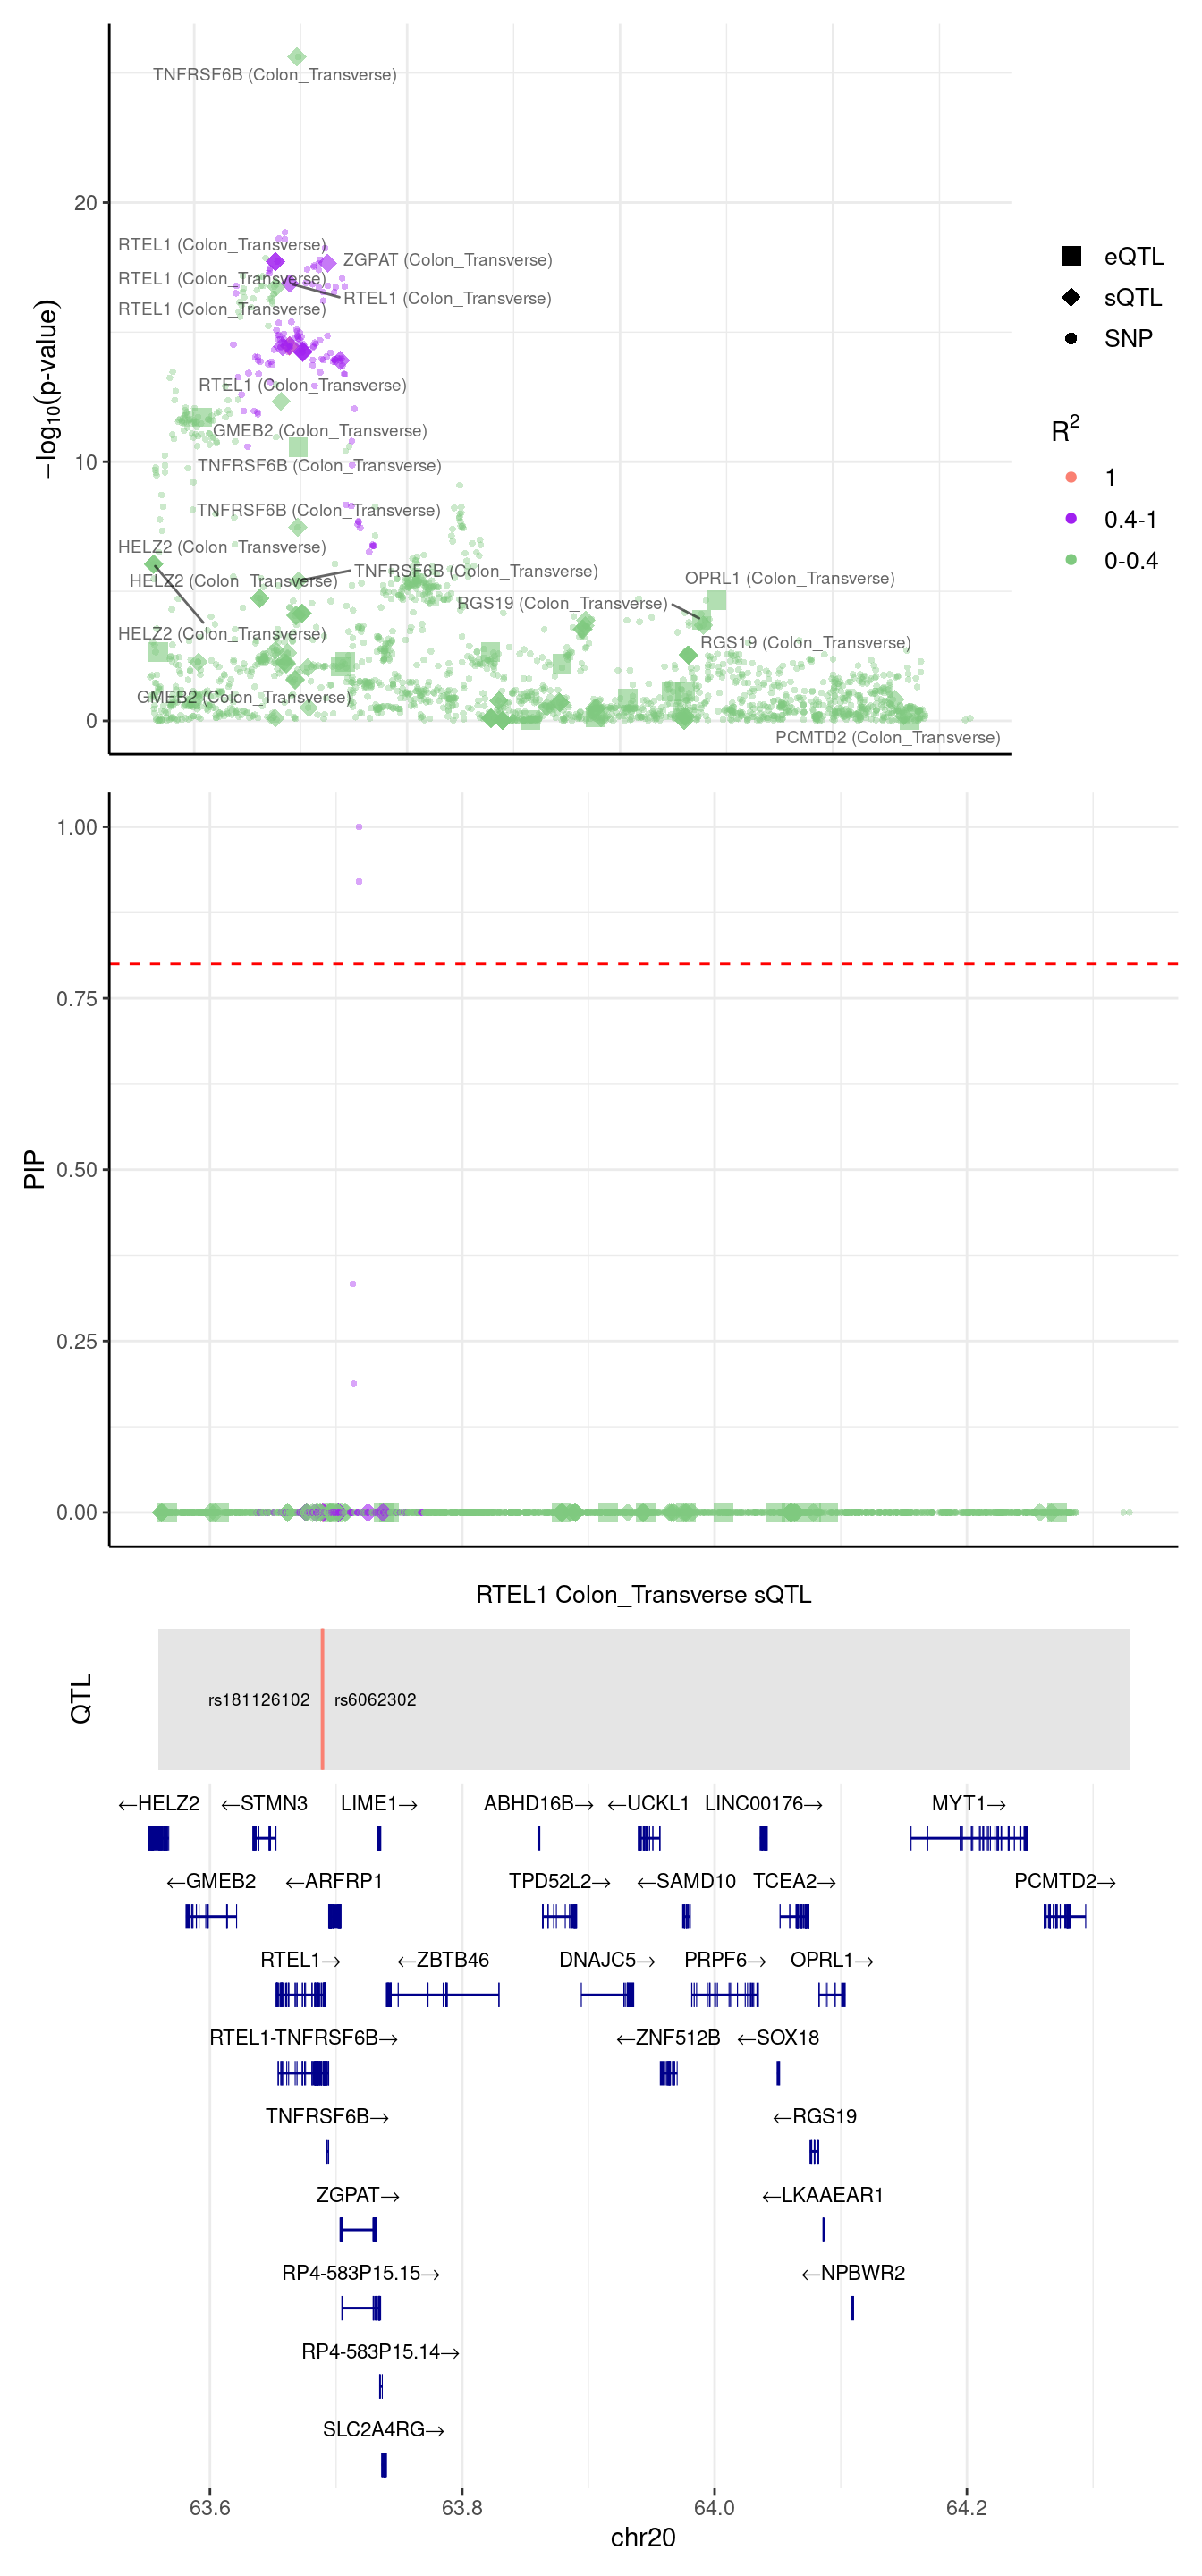 TNFRSF6B (Colon_Transverse)
20
RTEL1 (Colon_Transverse)
ZGPAT (Colon_Transverse)
RTEL1 (Colon_Transverse)
RTEL1 (Colon_Transverse)
RTEL1 (Colon_Transverse)
RTEL1 (Colon_Transverse)
GMEB2 (Colon_Transverse)
10
TNFRSF6B (Colon_Transverse)
TNFRSF6B (Colon_Transverse)
HELZ2 (Colon_Transverse)
TNFRSF6B (Colon_Transverse)
HELZ2 (Colon_Transverse)
OPRL1 (Colon_Transverse)
RGS19 (Colon_Transverse)
HELZ2 (Colon_Transverse)
RGS19 (Colon_Transverse)
GMEB2 (Colon_Transverse)
0
PCMTD2 (Colon_Transverse)
−log10(p-value)
eQTL
sQTL
SNP
R2
1
0.4-1
0-0.4
1.00
0.75
0.50
0.25
0.00
PIP
RTEL1 Colon_Transverse sQTL
QTL
rs181126102 rs6062302
←HELZ2 ←STMN3 LIME1→ ABHD16B→ ←UCKL1 LINC00176→ MYT1→
←GMEB2 ←ARFRP1 TPD52L2→ ←SAMD10 TCEA2→ PCMTD2→
RTEL1→ ←ZBTB46 DNAJC5→ PRPF6→ OPRL1→
RTEL1-TNFRSF6B→ ←ZNF512B ←SOX18
TNFRSF6B→ ←RGS19
ZGPAT→ ←LKAAEAR1
RP4-583P15.15→ ←NPBWR2
RP4-583P15.14→
SLC2A4RG→
63.6 63.8 64.0 64.2
chr20